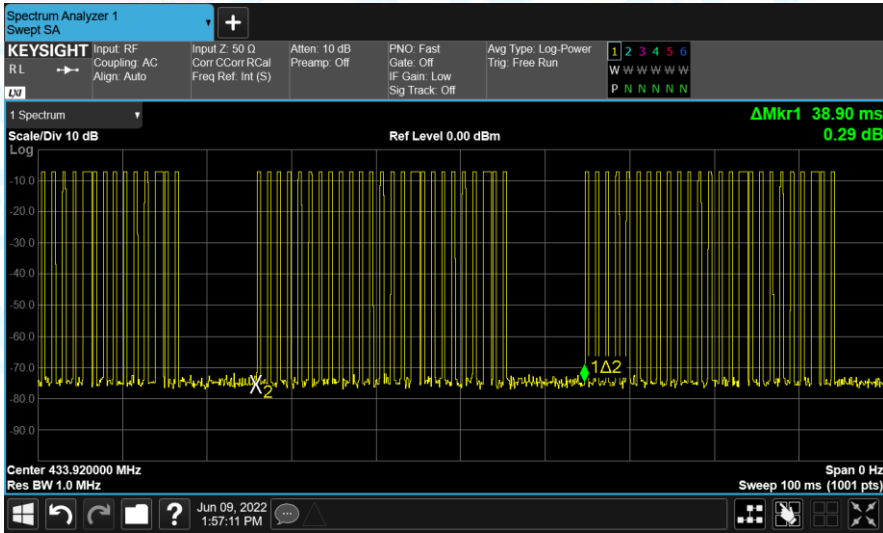 Spectrum Analyzer 1
Swept SA
+
KEYSIGHT
RL
LXI
Input: RF
Coupling: AC
Align: Auto
Input Z: 50 Ω
Corr CCorr RCal
Freq Ref: Int (S)
Atten: 10 dB
Preamp: Off
PNO: Fast
Gate: Off
IF Gain: Low
Sig Track: Off
Avg Type: Log-Power
Trig: Free Run
1 2 3 4 5 6
W W W W W W
P N N N N N
1 Spectrum
ΔMkr1 38.90 ms
Scale/Div 10 dB
Ref Level 0.00 dBm
0.29 dB
Log
-10.0
-20.0
-30.0
-40.0
-50.0
-60.0
-70.0
1Δ2
X2
-80.0
-90.0
Center 433.920000 MHz
Span 0 Hz
Res BW 1.0 MHz
Sweep 100 ms (1001 pts)
?
Jun 09, 2022
1:57:11 PM